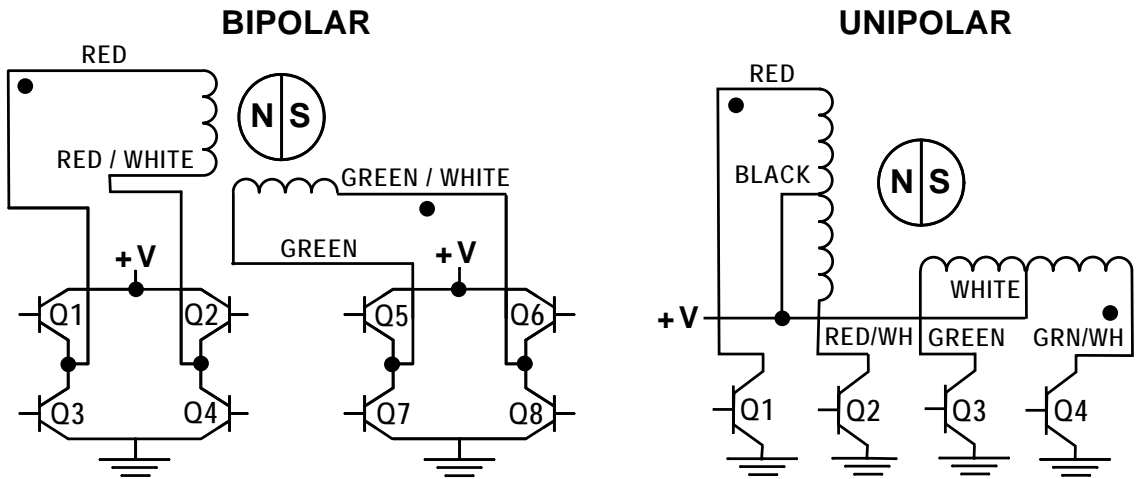 BIPOLAR
RED
N S
RED / WHITE
GREEN / WHITE
GREEN
+V
+V
Q1
Q2
Q5
Q6
Q3
Q4
Q7
Q8
UNIPOLAR
RED
BLACK
N S
WHITE
+V
RED/WH
GREEN
GRN/WH
Q1
Q2
Q3
Q4